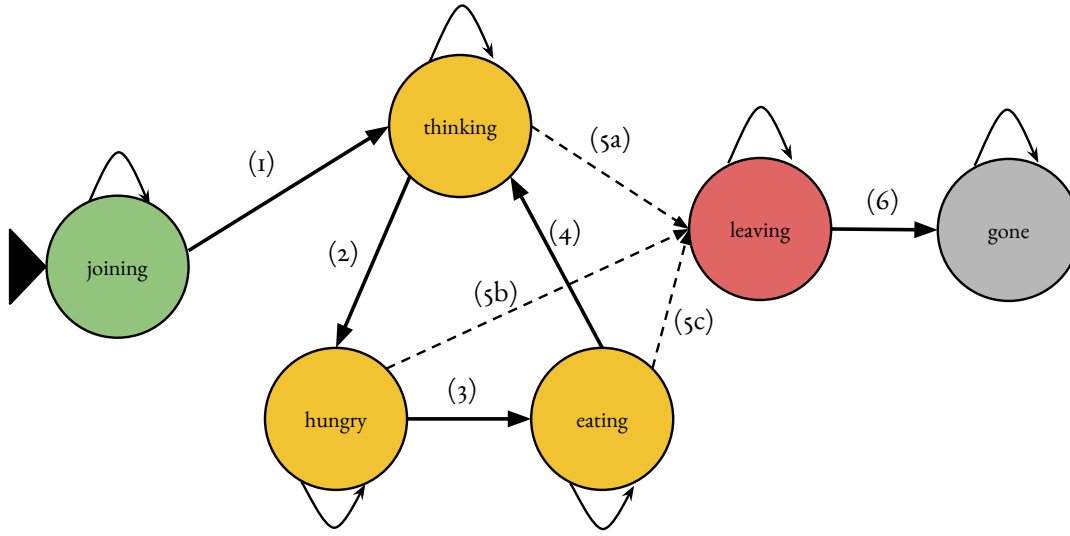 thinking
(1)
(5a)
(6)
joining
(2)
(4)
leaving
gone
(5b)
(5c)
(3)
hungry
eating